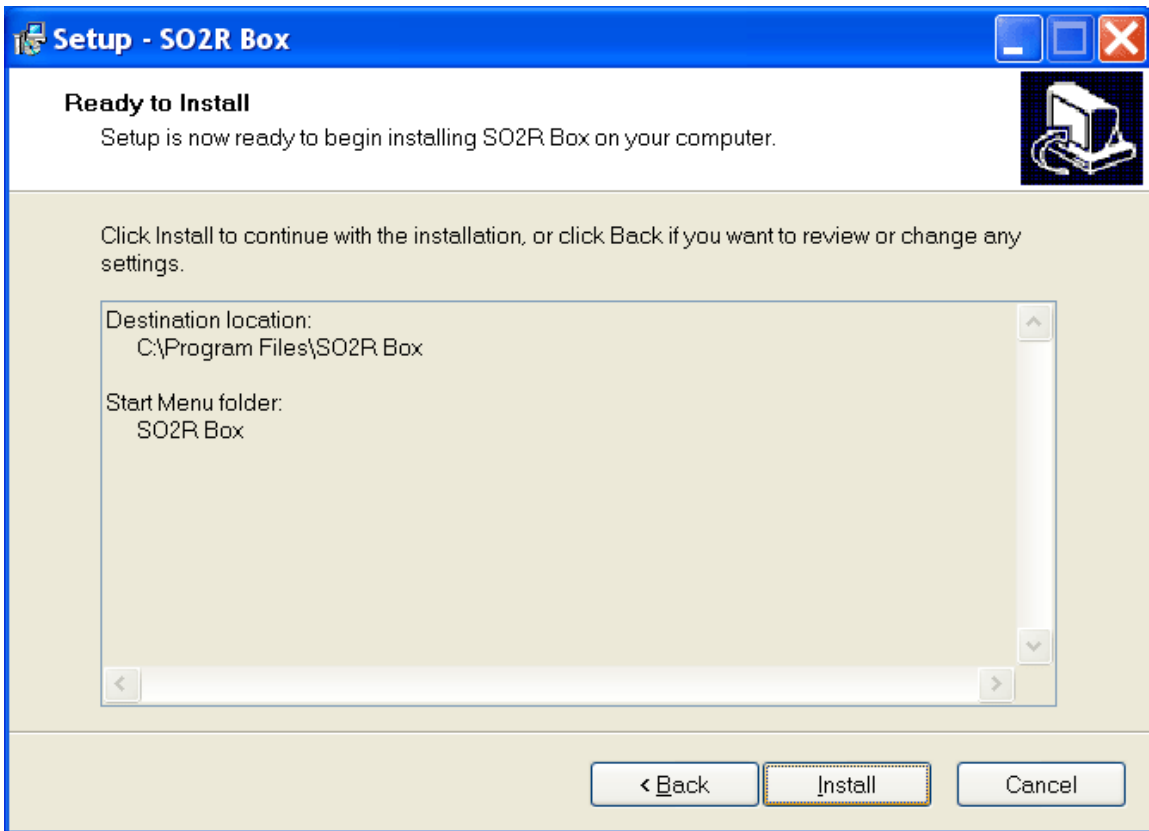 Setup - SO2R Box
Ready to Install
Setup is now ready to begin installing SO2R Box on your computer.
Click Install to continue with the installation, or click Back if you want to review or change any
settings.
Destination location:
C:\Program Files\SO2R Box
Start Menu folder:
SO2R Box
< Back
Install
Cancel